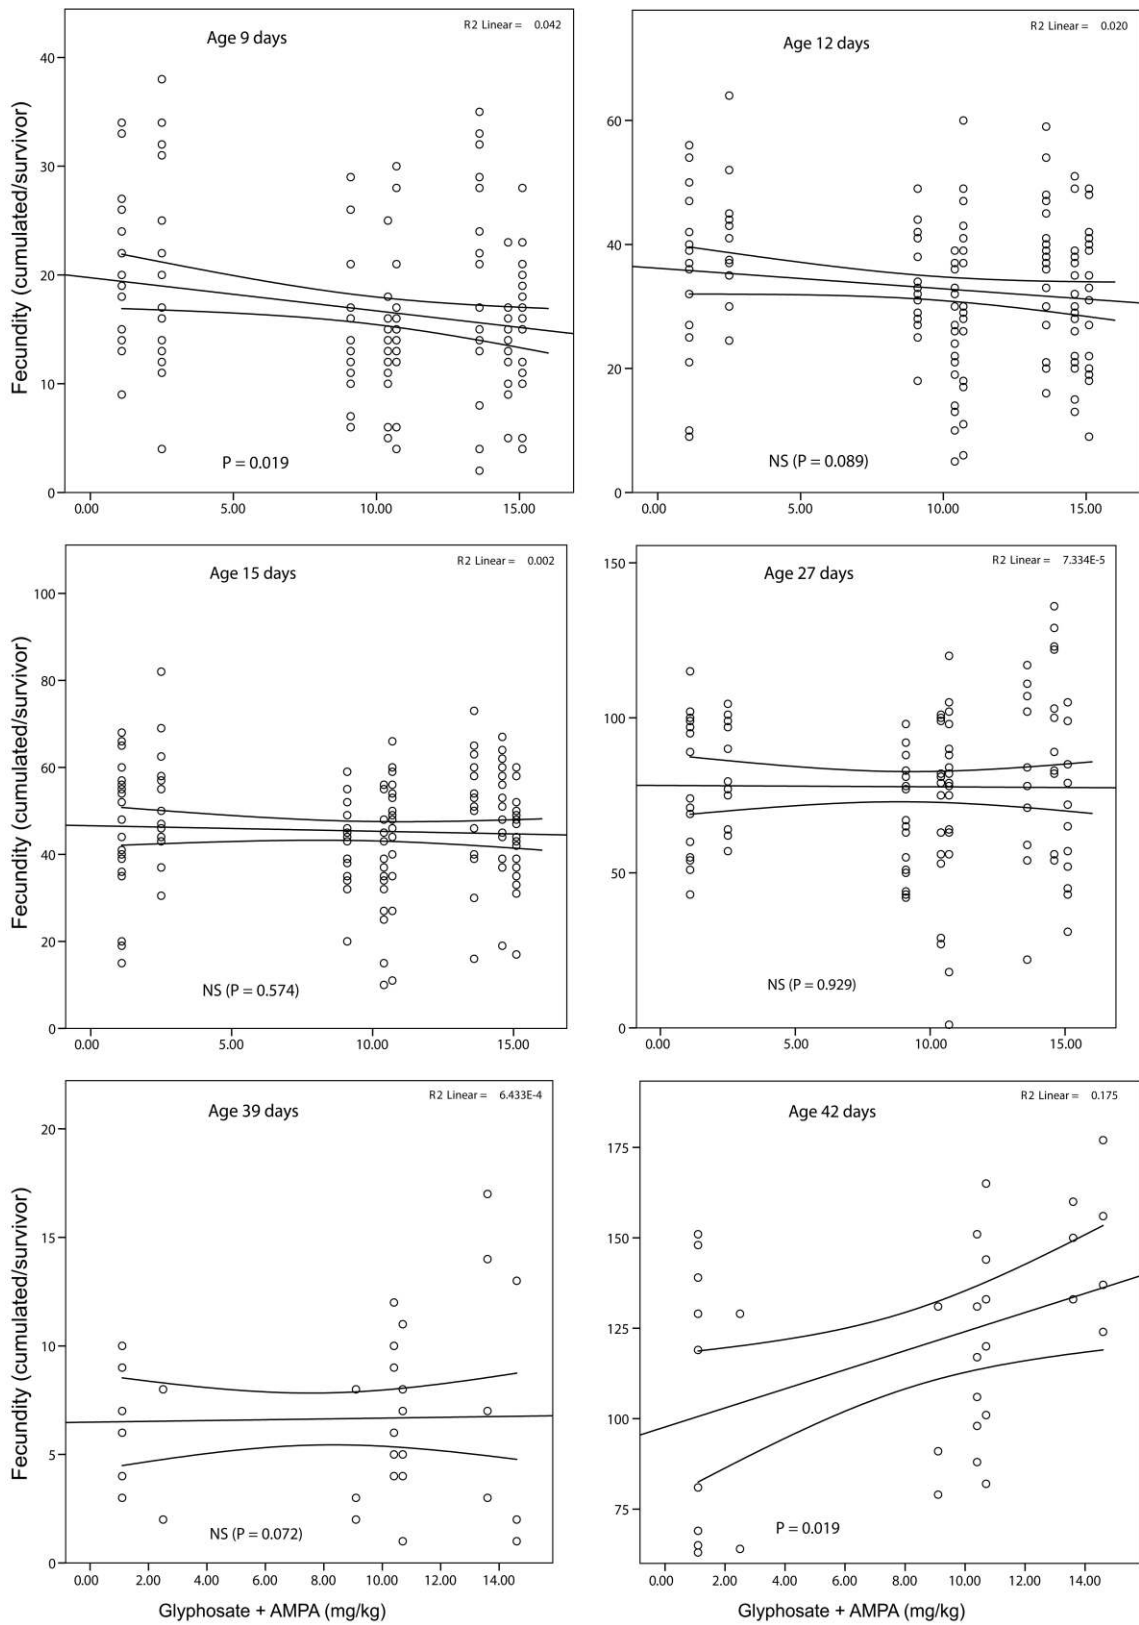 R2 Linear = 0.042
Age 9 days
40
30
20
10
0
Fecundity (cumulated/survivor)
P = 0.019
0.00 5.00 10.00 15.00
R2 Linear = 0.020
Age 12 days
60
40
20
0
NS (P = 0.089)
0.00 5.00 10.00 15.00
R2 Linear = 0.002
Age 15 days
100
80
60
40
20
0
Fecundity (cumulated/survivor)
NS (P = 0.574)
0.00 5.00 10.00 15.00
R2 Linear = 7.334E-5
Age 27 days
150
100
50
0
NS (P = 0.929)
0.00 5.00 10.00 15.00
R2 Linear = 6.433E-4
Age 39 days
20
15
10
5
0
Fecundity (cumulated/survivor)
NS (P = 0.072)
0.00 2.00 4.00 6.00 8.00 10.00 12.00 14.00
Glyphosate + AMPA (mg/kg)
R2 Linear = 0.175
Age 42 days
175
150
125
100
75
P = 0.019
0.00 2.00 4.00 6.00 8.00 10.00 12.00 14.00
Glyphosate + AMPA (mg/kg)